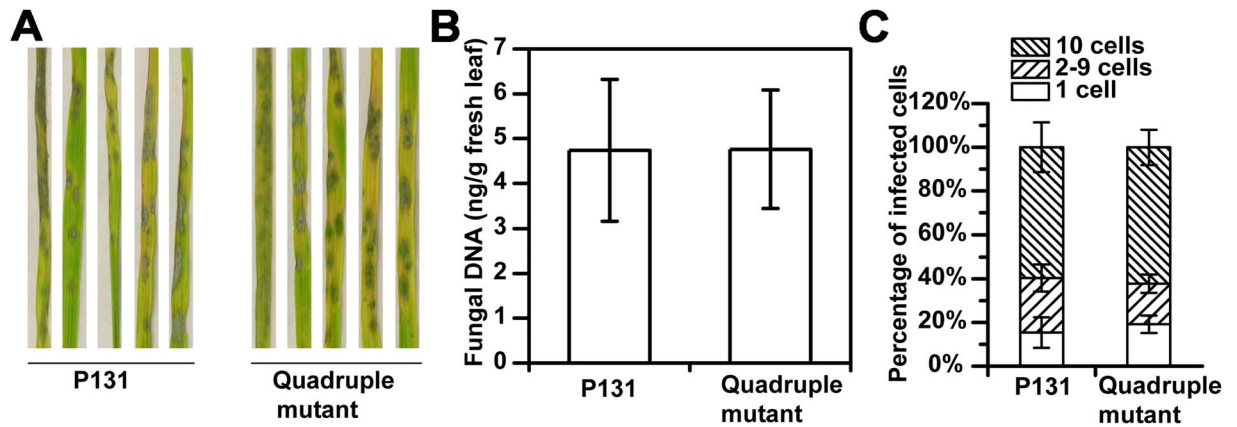 A
P131
Quadruple
mutant
B
Fungal DNA (ng/g fresh leaf)
7
6
5
4
3
2
1
0
P131
Quadruple
mutant
C
10 cells
2-9 cells
1 cell
Percentage of infected cells
120%
100%
80%
60%
40%
20%
0%
P131
Quadruple
mutant